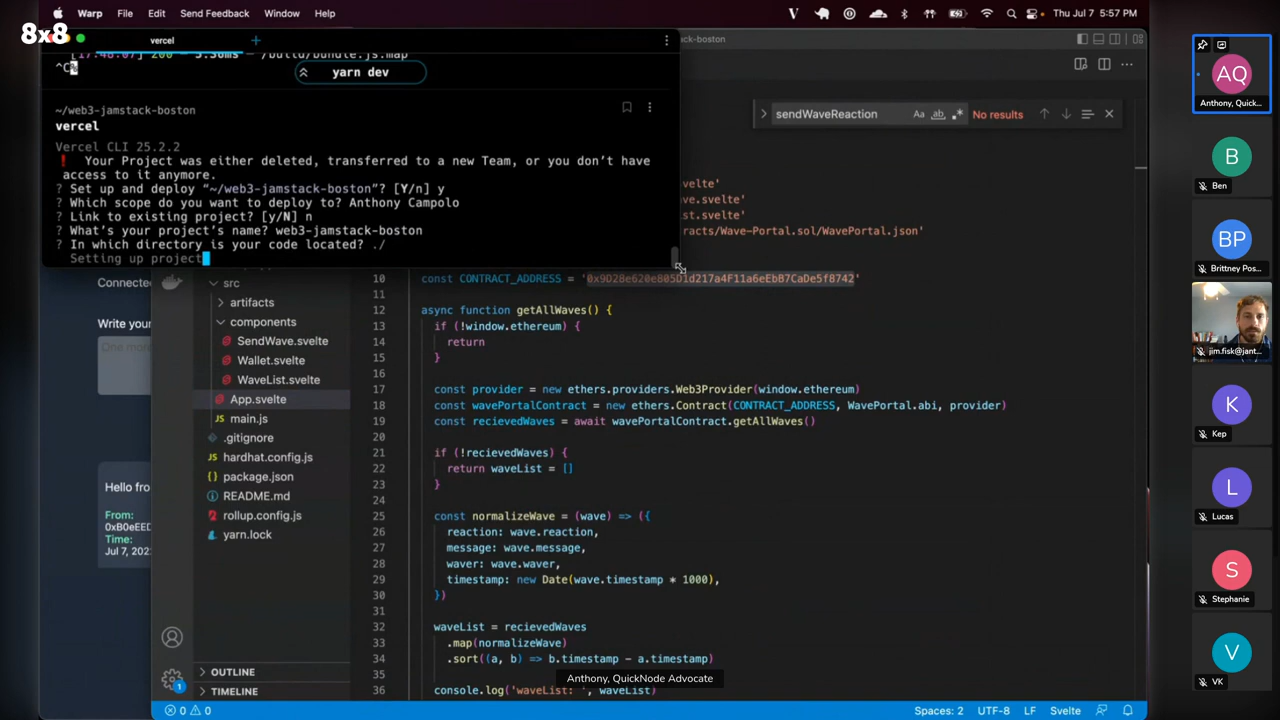 Warp File Edit Send Feedback Window Help
Thu Jul 7 5:57 PM
8x8
vercel
[17:48:07] 200 - 5.36ms - /build/bundle.js.map
^C%
yarn dev
~/web3-jamstack-boston
vercel
Vercel CLI 25.2.2
! Your Project was either deleted, transferred to a new Team, or you don't have
access to it anymore.
? Set up and deploy "~/web3-jamstack-boston"? [Y/n] y
? Which scope do you want to deploy to? Anthony Campolo
? Link to existing project? [y/N] n
? What's your project's name? web3-jamstack-boston
? In which directory is your code located? ./
Setting up project
-boston
sendWaveReaction
Aa ab
No results
svelte'
ve.svelte'
st.svelte'
racts/Wave-Portal.sol/WavePortal.json'
Connected
Write your
One more
Hello fro
From:
0xB0eEED
Time:
Jul 7, 202
src
artifacts
components
SendWave.svelte
Wallet.svelte
WaveList.svelte
App.svelte
main.js
.gitignore
hardhat.config.js
package.json
README.md
rollup.config.js
yarn.lock
OUTLINE
TIMELINE
1
10 const CONTRACT_ADDRESS = '0x9D28e620e805D1d217a4F11a6eEbB7CaDe5f8742'
11
12 async function getAllWaves() {
13 if (!window.ethereum) {
14 return
15 }
16
17 const provider = new ethers.providers.Web3Provider(window.ethereum)
18 const wavePortalContract = new ethers.Contract(CONTRACT_ADDRESS, WavePortal.abi, provider)
19 const recievedWaves = await wavePortalContract.getAllWaves()
20
21 if (!recievedWaves) {
22 return waveList = []
23 }
24
25 const normalizeWave = (wave) => ({
26 reaction: wave.reaction,
27 message: wave.message,
28 waver: wave.waver,
29 timestamp: new Date(wave.timestamp * 1000),
30 })
31
32 waveList = recievedWaves
33 .map(normalizeWave)
34 .sort((a, b) => b.timestamp - a.timestamp)
35
36 console.log('waveList: ', waveList)
Anthony, QuickNode Advocate
0 0
Spaces: 2 UTF-8 LF Svelte
AQ
Anthony, Quick...
B
Ben
BP
Brittney Pos...
jim.fisk@jant...
K
Kep
L
Lucas
S
Stephanie
V
VK